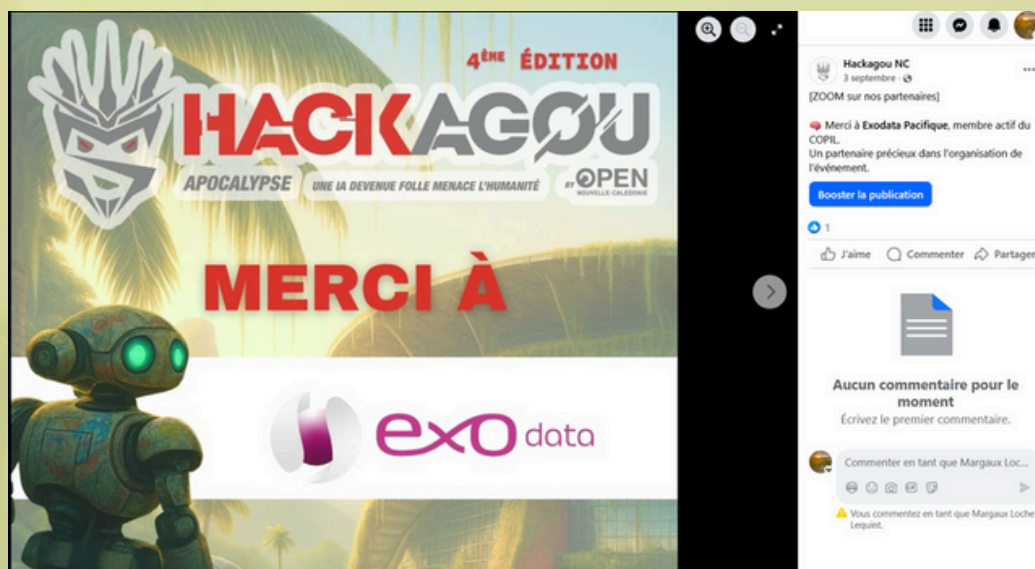 4ÈME ÉDITION
HACKAGOU
APOCALYPSE UNE IA DEVENUE FOLLE MENACE L'HUMANITÉ BY OPEN
NOUVELLE-CALÉDONIE
MERCI À
exo data
Hackagou NC
3 septembre
[ZOOM sur nos partenaires]
Merci à Exodata Pacifique, membre actif du
COPIL.
Un partenaire précieux dans l'organisation de
l'événement.
Booster la publication
1
J'aime Commenter Partager
Aucun commentaire pour le
moment
Écrivez le premier commentaire.
Commenter en tant que Margaux Loc...
Vous commentez en tant que Margaux Loche
Lequint.